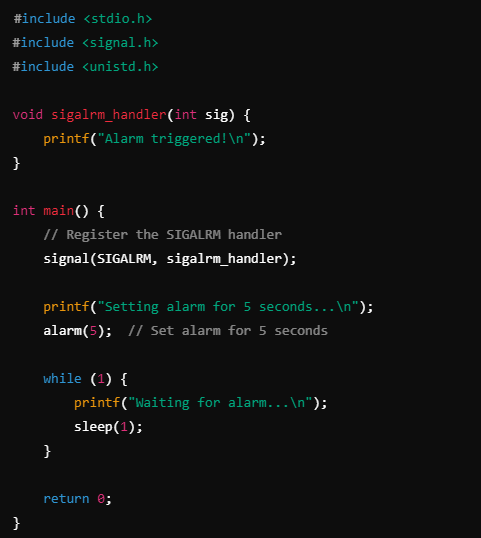 #include <stdio.h>
#include <signal.h>
#include <unistd.h>

void sigalrm_handler(int sig) {
    printf("Alarm triggered!\n");
}

int main() {
    // Register the SIGALRM handler
    signal(SIGALRM, sigalrm_handler);

    printf("Setting alarm for 5 seconds...\n");
    alarm(5);  // Set alarm for 5 seconds

    while (1) {
        printf("Waiting for alarm...\n");
        sleep(1);
    }

    return 0;
}